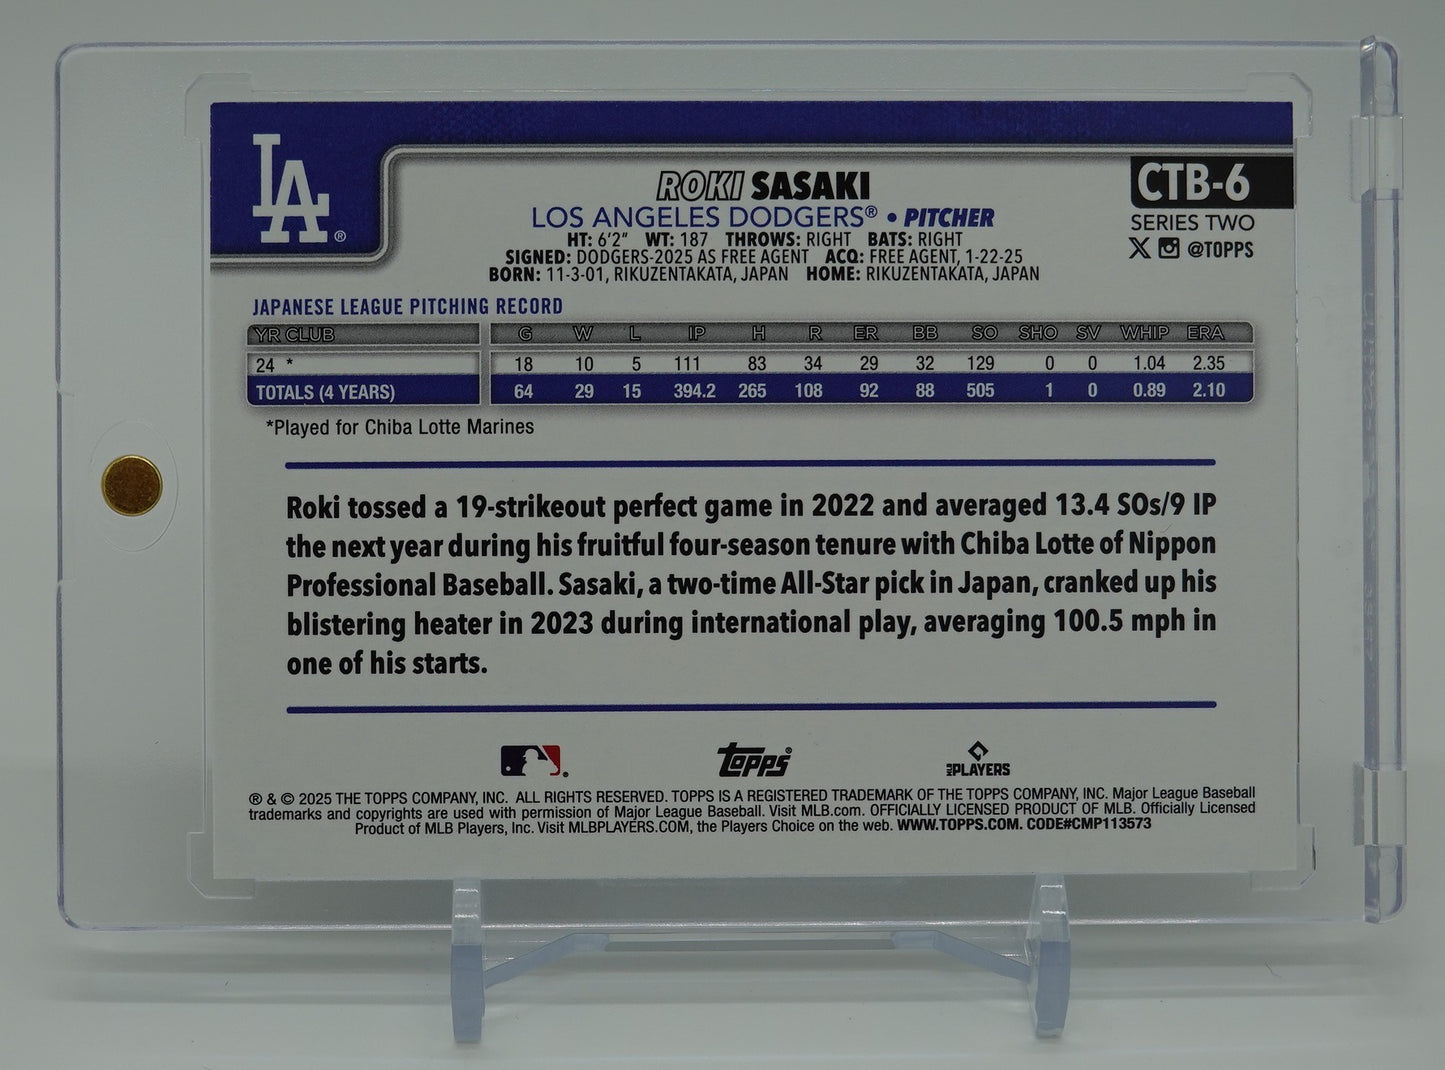 LA®
ROKI SASAKI
LOS ANGELES DODGERS® • PITCHER
HT: 6'2" WT: 187 THROWS: RIGHT BATS: RIGHT
SIGNED: DODGERS-2025 AS FREE AGENT ACQ: FREE AGENT, 1-22-25
BORN: 11-3-01, RIKUZENTAKATA, JAPAN HOME: RIKUZENTAKATA, JAPAN
CTB-6
SERIES TWO
@TOPPS
JAPANESE LEAGUE PITCHING RECORD
YR CLUB G W L IP H R ER BB SO SHO SV WHIP ERA
24 * 18 10 5 111 83 34 29 32 129 0 0 1.04 2.35
TOTALS (4 YEARS) 64 29 15 394.2 265 108 92 88 505 1 0 0.89 2.10
*Played for Chiba Lotte Marines
Roki tossed a 19-strikeout perfect game in 2022 and averaged 13.4 SOs/9 IP
the next year during his fruitful four-season tenure with Chiba Lotte of Nippon
Professional Baseball. Sasaki, a two-time All-Star pick in Japan, cranked up his
blistering heater in 2023 during international play, averaging 100.5 mph in
one of his starts.
Topps®
MLB PLAYERS
® & © 2025 THE TOPPS COMPANY, INC. ALL RIGHTS RESERVED. TOPPS IS A REGISTERED TRADEMARK OF THE TOPPS COMPANY, INC. Major League Baseball
trademarks and copyrights are used with permission of Major League Baseball. Visit MLB.com. OFFICIALLY LICENSED PRODUCT OF MLB. Officially Licensed
Product of MLB Players, Inc. Visit MLBPLAYERS.COM, the Players Choice on the web. WWW.TOPPS.COM. CODE#CMP113573